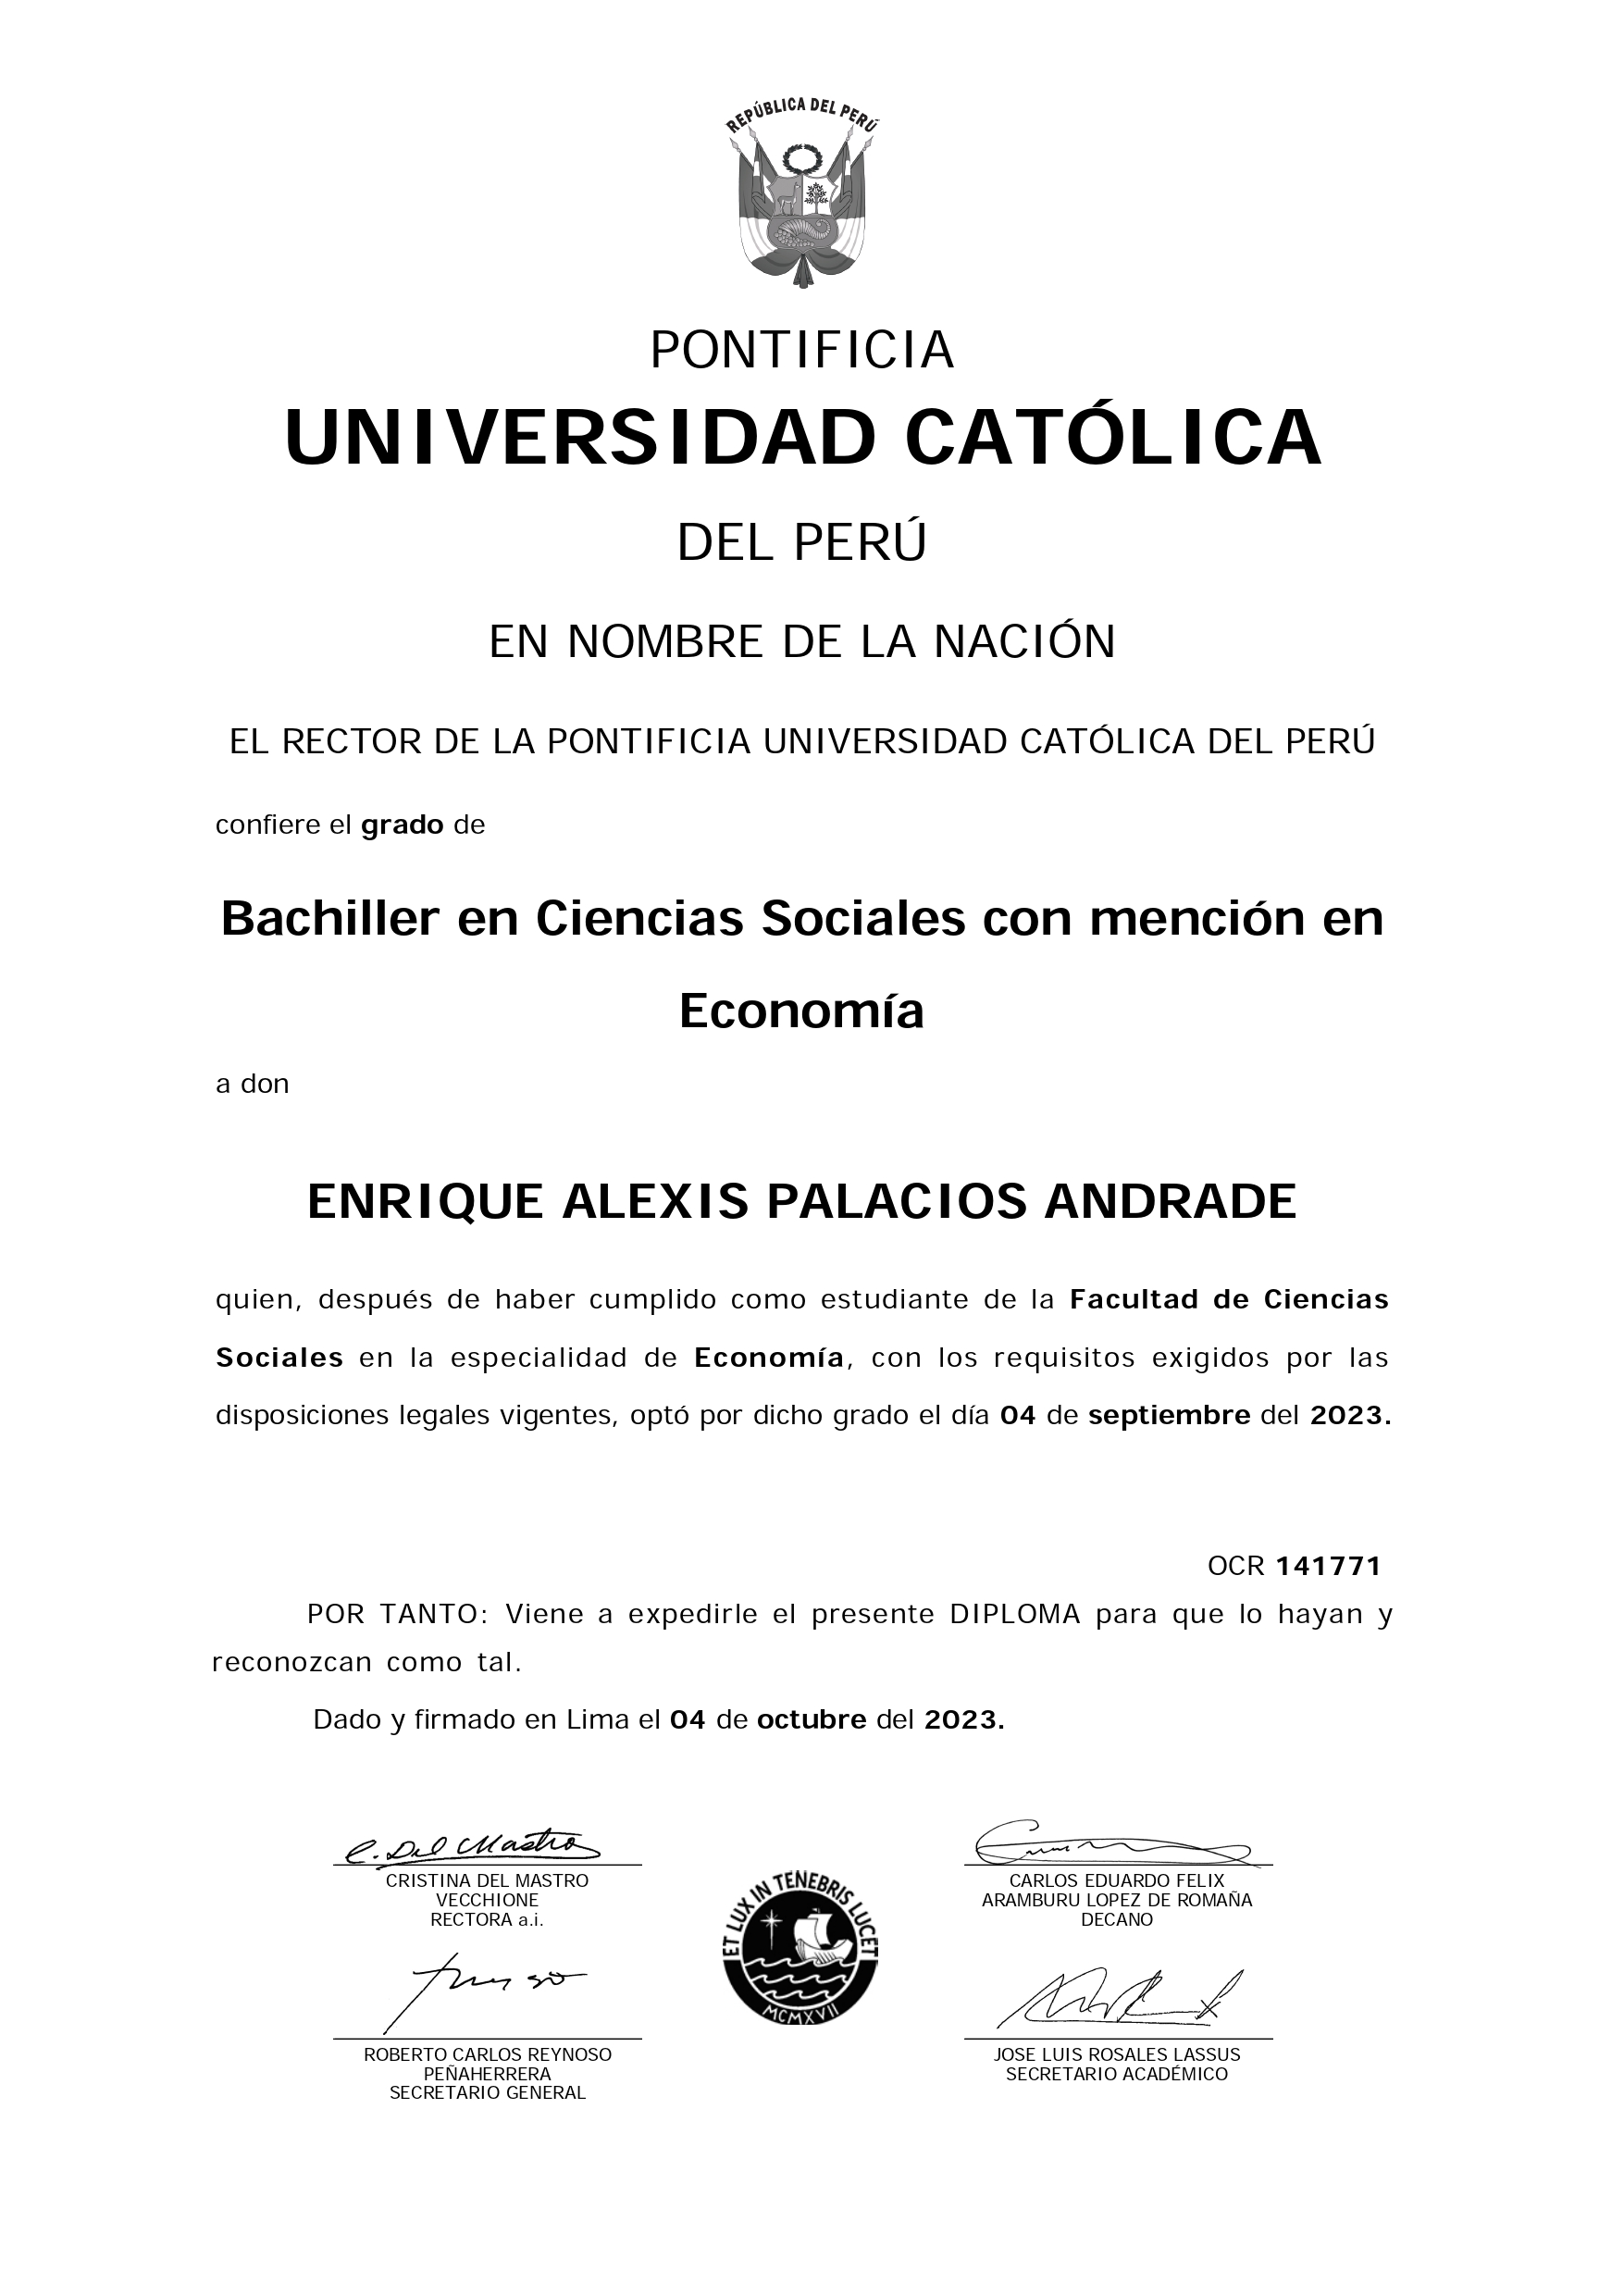 REPÚBLICA DEL PERÚ
PONTIFICIA
UNIVERSIDAD CATÓLICA
DEL PERÚ
EN NOMBRE DE LA NACIÓN
EL RECTOR DE LA PONTIFICIA UNIVERSIDAD CATÓLICA DEL PERÚ
confiere el grado de
Bachiller en Ciencias Sociales con mención en
Economía
a don
ENRIQUE ALEXIS PALACIOS ANDRADE
quien, después de haber cumplido como estudiante de la Facultad de Ciencias
Sociales en la especialidad de Economía, con los requisitos exigidos por las
disposiciones legales vigentes, optó por dicho grado el día 04 de septiembre del 2023.
OCR 141771
POR TANTO: Viene a expedirle el presente DIPLOMA para que lo hayan y
reconozcan como tal.
Dado y firmado en Lima el 04 de octubre del 2023.
C. Del Mastro
CRISTINA DEL MASTRO
VECCHIONE
RECTORA a.i.
CARLOS EDUARDO FELIX
ARAMBURU LOPEZ DE ROMAÑA
DECANO
ET LUX IN TENEBRIS LUCET
MCMXVII
ROBERTO CARLOS REYNOSO
PEÑAHERRERA
SECRETARIO GENERAL
JOSE LUIS ROSALES LASSUS
SECRETARIO ACADÉMICO